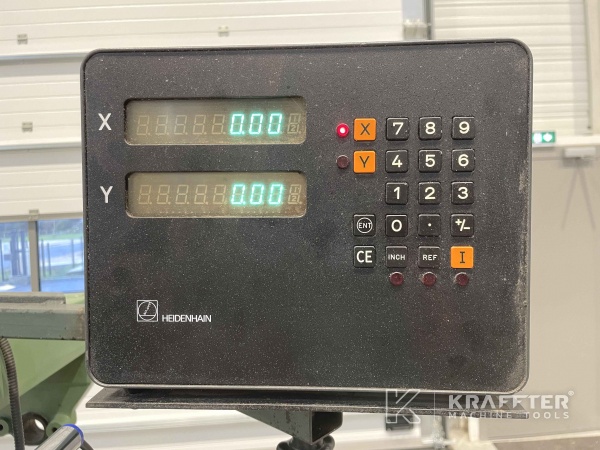 X 0.00
Y 0.00
X 7 8 9
Y 4 5 6
1 2 3
ENT 0 . +/-
CE INCH REF I
HEIDENHAIN
K KRAFFTER®
MACHINE TOOLS